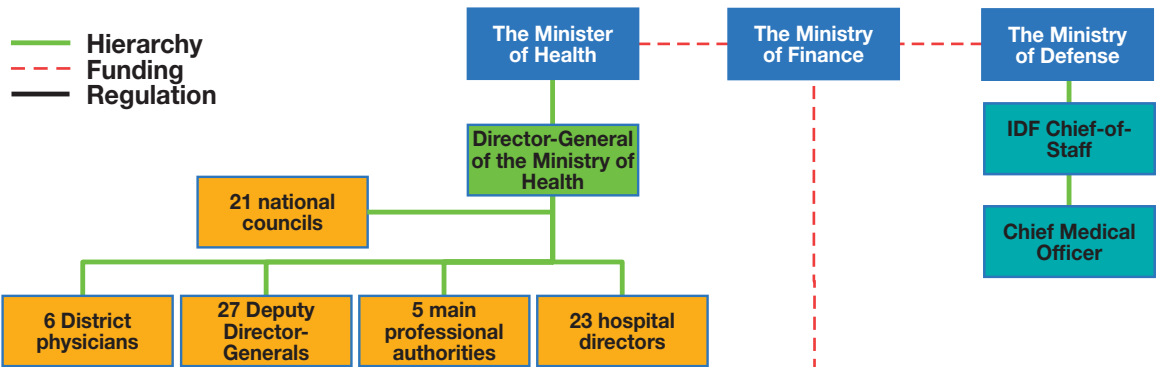 Hierarchy
Funding
Regulation
The Minister
of Health
The Ministry
of Finance
The Ministry
of Defense
Director-General
of the Ministry of
Health
IDF Chief-of-
Staff
21 national
councils
Chief Medical
Officer
6 District
physicians
27 Deputy
Director-
Generals
5 main
professional
authorities
23 hospital
directors